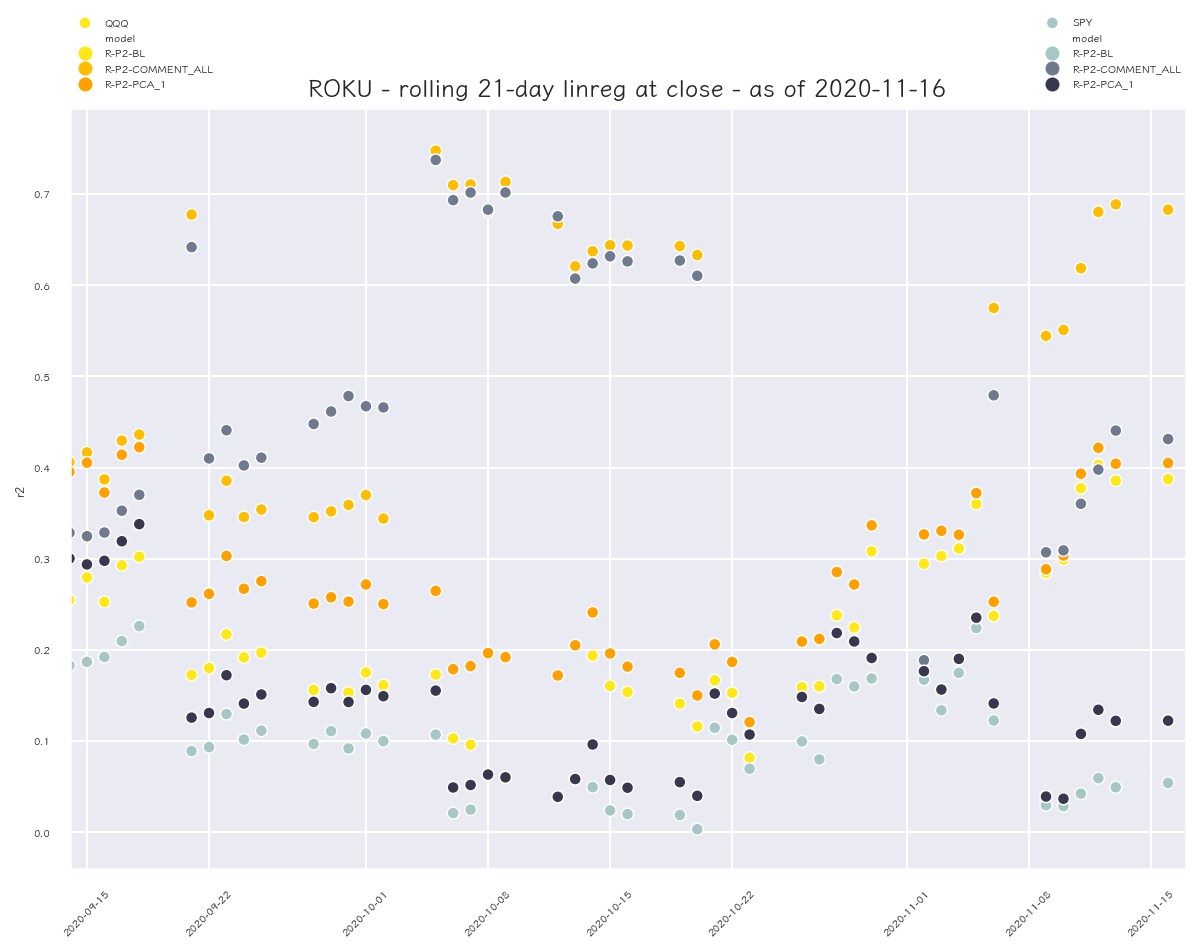 QQQ
model
R-P2-BL
R-P2-COMMENT_ALL
R-P2-PCA_1
SPY
model
R-P2-BL
R-P2-COMMENT_ALL
R-P2-PCA_1
ROKU - rolling 21-day linreg at close - as of 2020-11-16
r2
0.7
0.6
0.5
0.4
0.3
0.2
0.1
0.0
2020-09-15
2020-09-22
2020-10-01
2020-10-08
2020-10-15
2020-10-22
2020-11-01
2020-11-08
2020-11-15